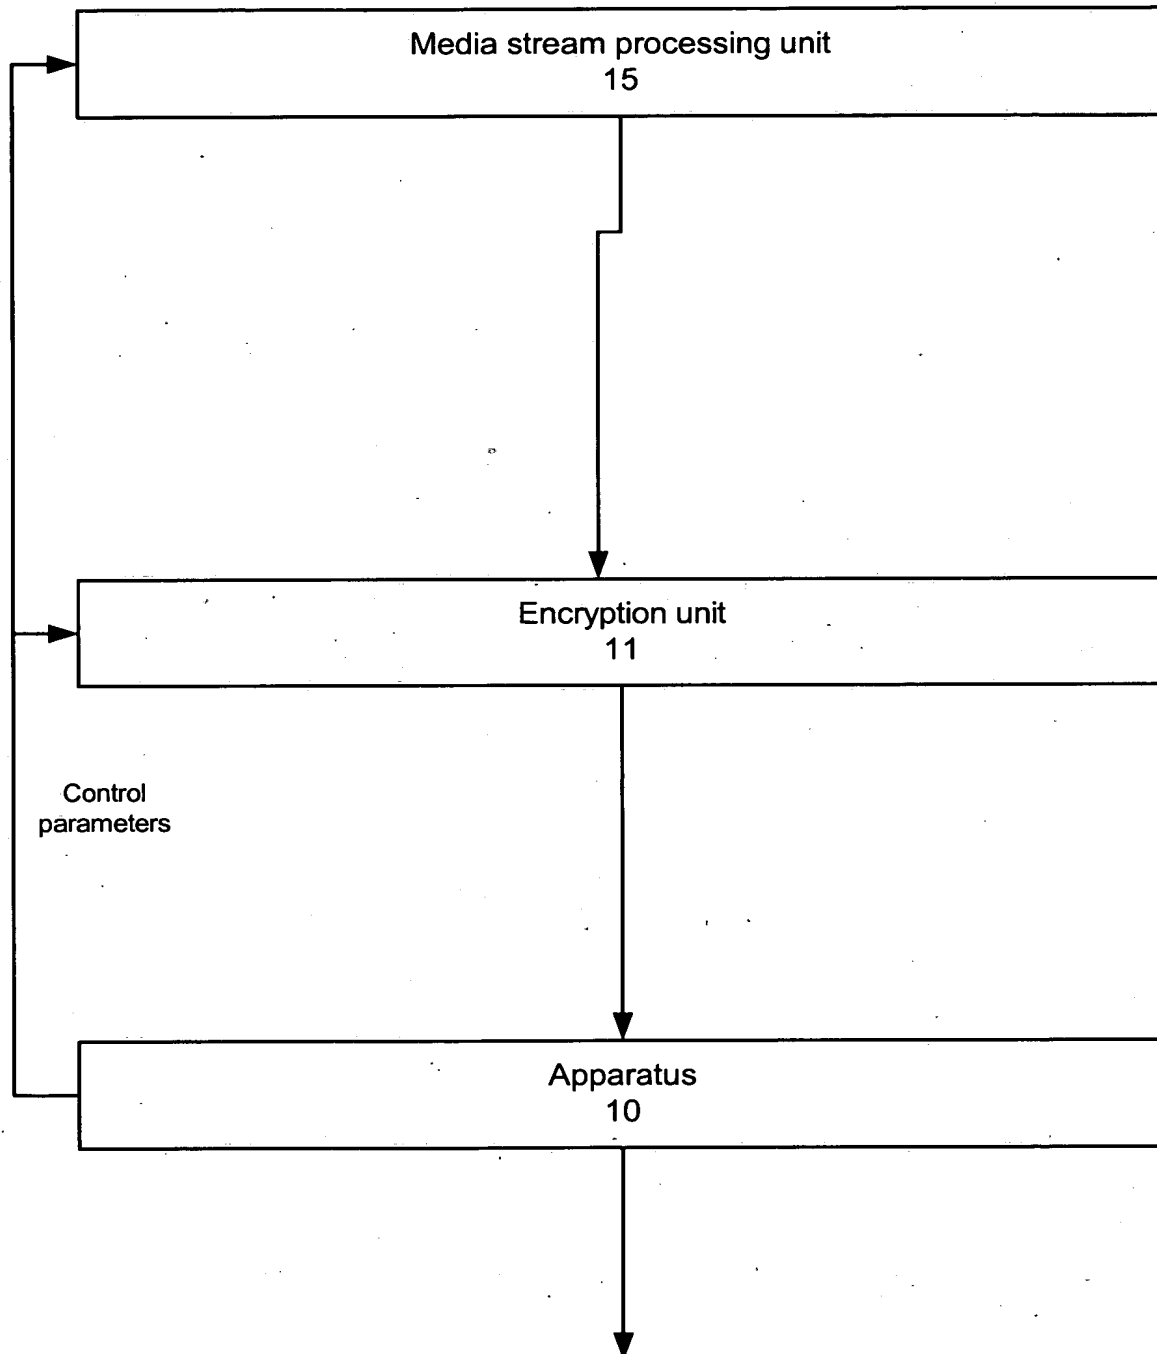 Media stream processing unit
15
Encryption unit
11
Control
parameters
Apparatus
10